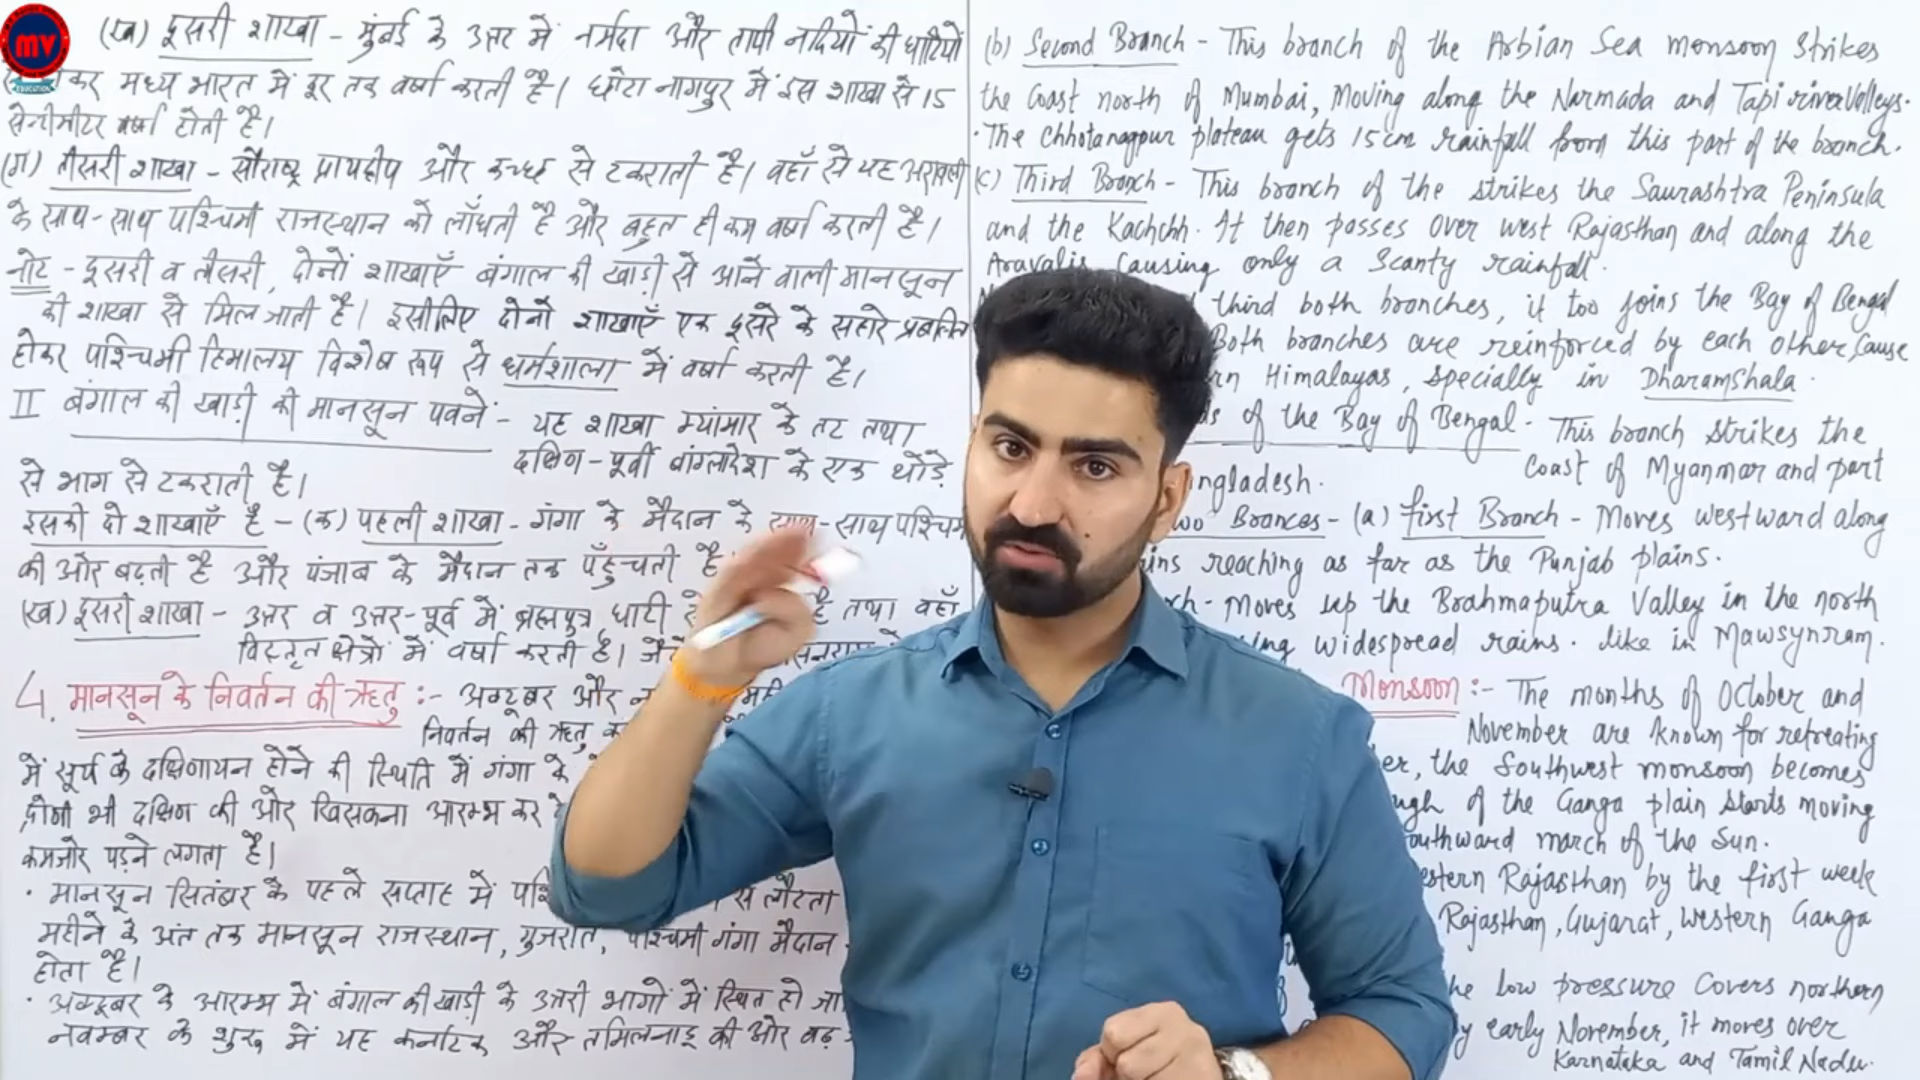 mv
EDUCATION
(ख) दूसरी शाखा - मुंबई के उत्तर में नर्मदा और तापी नदियों की घाटियों
कर मध्य भारत में दूर तक वर्षा करती है। छोटा नागपुर में इस शाखा से 15
सेन्टीमीटर वर्षा होती है।
(ग) तीसरी शाखा - सौराष्ट्र प्रायद्वीप और कच्छ से टकराती है। वहाँ से यह अरावली
के साथ-साथ पश्चिमी राजस्थान को लाँघती है और बहुत ही कम वर्षा करती है।
नोट - दूसरी व तीसरी, दोनों शाखाएँ बंगाल की खाड़ी से आने वाली मानसून
की शाखा से मिल जाती है। इसीलिए दोनो शाखाएँ एक दूसरे के सहारे
होकर पश्चिमी हिमालय विशेष रूप से धर्मशाला में वर्षा करती है।
II बंगाल की खाड़ी की मानसून पवनें:- यह शाखा म्यांमार के तट तथा
दक्षिण-पूर्वी बांग्लादेश के एक थोड़े
से भाग से टकराती है।
इसकी दो शाखाएँ है - (क) पहली शाखा - गंगा के मैदान के साथ-साथ पश्चिम
की ओर बढ़ती है और पंजाब के मैदान तक पहुँचती है
(ख) दूसरी शाखा - उत्तर व उत्तर-पूर्व में ब्रह्मपुत्र घाटी है तथा वहाँ
विस्तृत क्षेत्रों में वर्षा करती है।
4. मानसून के निवर्तन की ऋतु :- अक्टूबर और
निवर्तन की ऋतु
में सूर्य के दक्षिणायन होने की स्थिति में गंगा के
द्रोणी भी दक्षिण की ओर खिसकना आरम्भ कर
कमजोर पड़ने लगता है।
· मानसून सितंबर के पहले सप्ताह में से लौटता
महीने के अंत तक मानसून राजस्थान, गुजरात, पश्चिमी गंगा मैदान
होता है।
· अक्टूबर के आरम्भ में बंगाल की खाड़ी के उत्तरी भागों में स्थित हो
नवम्बर के शुरू में यह कर्नाटक और तमिलनाडू की ओर बढ़
(b) Second Branch - This branch of the Arbian Sea monsoon strikes
the coast north of Mumbai, Moving along the Narmada and Tapi river Valleys.
· The Chhotanagpur plateau gets 15 cm rainfall from this part of the branch.
(c) Third Branch - This branch of the strikes the Saurashtra Peninsula
and the Kachchh. It then passes over west Rajasthan and along the
Aravalis, Causing only a Scanty rainfall.
third both branches, it too joins the Bay of Bengal
Both branches are reinforced by each other, Cause
Himalayas, specially in Dharamshala.
of the Bay of Bengal - This branch strikes the
Coast of Myanmar and part
ngladesh.
Brances - (a) first Branch - Moves westward along
reaching as far as the Punjab plains.
Moves up the Brahmaputra Valley in the north
widespread rains. like in Mawsynram.
Monsoon :- The months of October and
November are known for retreating
the Southwest monsoon becomes
of the Ganga plain starts moving
outhward march of the Sun.
Rajasthan by the first week
Rajasthan, Gujarat, Western Ganga
low pressure Covers northern
early November, it moves over
Karnataka and Tamil Nadu.